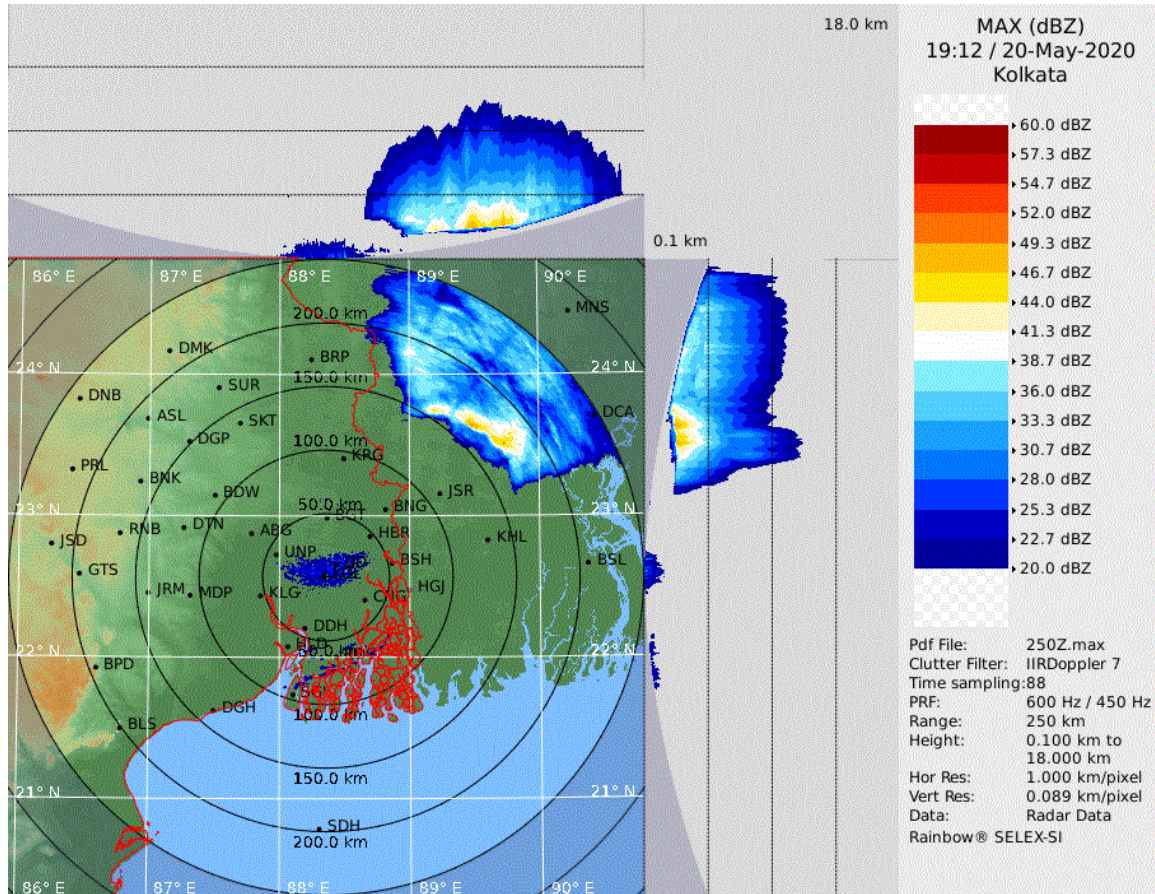 18.0 km
MAX (dBZ)
19:12 / 20-May-2020
Kolkata
60.0 dBZ
57.3 dBZ
54.7 dBZ
52.0 dBZ
49.3 dBZ
46.7 dBZ
44.0 dBZ
41.3 dBZ
38.7 dBZ
36.0 dBZ
33.3 dBZ
30.7 dBZ
28.0 dBZ
25.3 dBZ
22.7 dBZ
20.0 dBZ
0.1 km
86° E
87° E
88° E
89° E
90° E
MNS
200.0 km
DMK
BRP
24° N
24° N
150.0 km
DNB
SUR
ASL
SKT
DCA
DGP
100.0 km
KRG
PRL
BNK
BDW
JSR
50.0 km
BNG
23° N
23° N
RNB
DTN
ABG
HBR
KHL
JSD
UNP
BSH
BSL
GTS
JRM
MDP
KLG
HGJ
DDH
22° N
22° N
BPD
DGH
100.0 km
BLS
150.0 km
21° N
21° N
SDH
200.0 km
86° E
87° E
88° E
89° E
90° E
Pdf File: 250Z.max
Clutter Filter: IIRDoppler 7
Time sampling:88
PRF: 600 Hz / 450 Hz
Range: 250 km
Height: 0.100 km to
18.000 km
Hor Res: 1.000 km/pixel
Vert Res: 0.089 km/pixel
Data: Radar Data
Rainbow® SELEX-SI